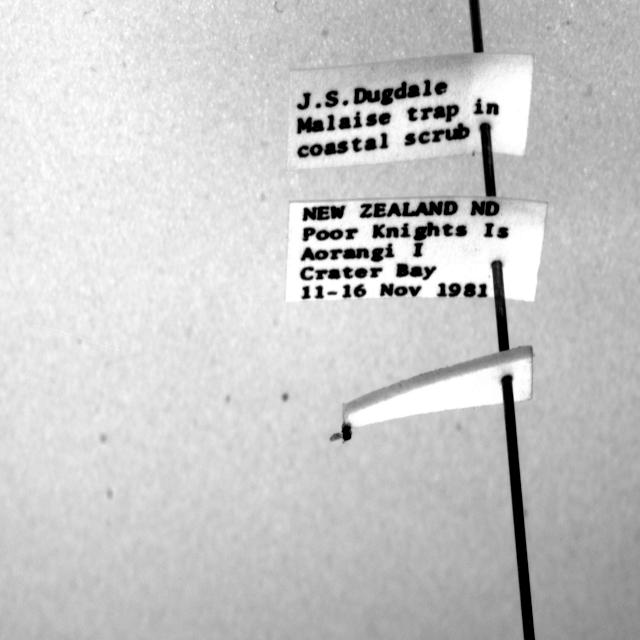 J.S.Dugdale
Malaise trap in
coastal scrub
NEW ZEALAND ND
Poor Knights Is
Aorangi I
Crater Bay
11-16 Nov 1981